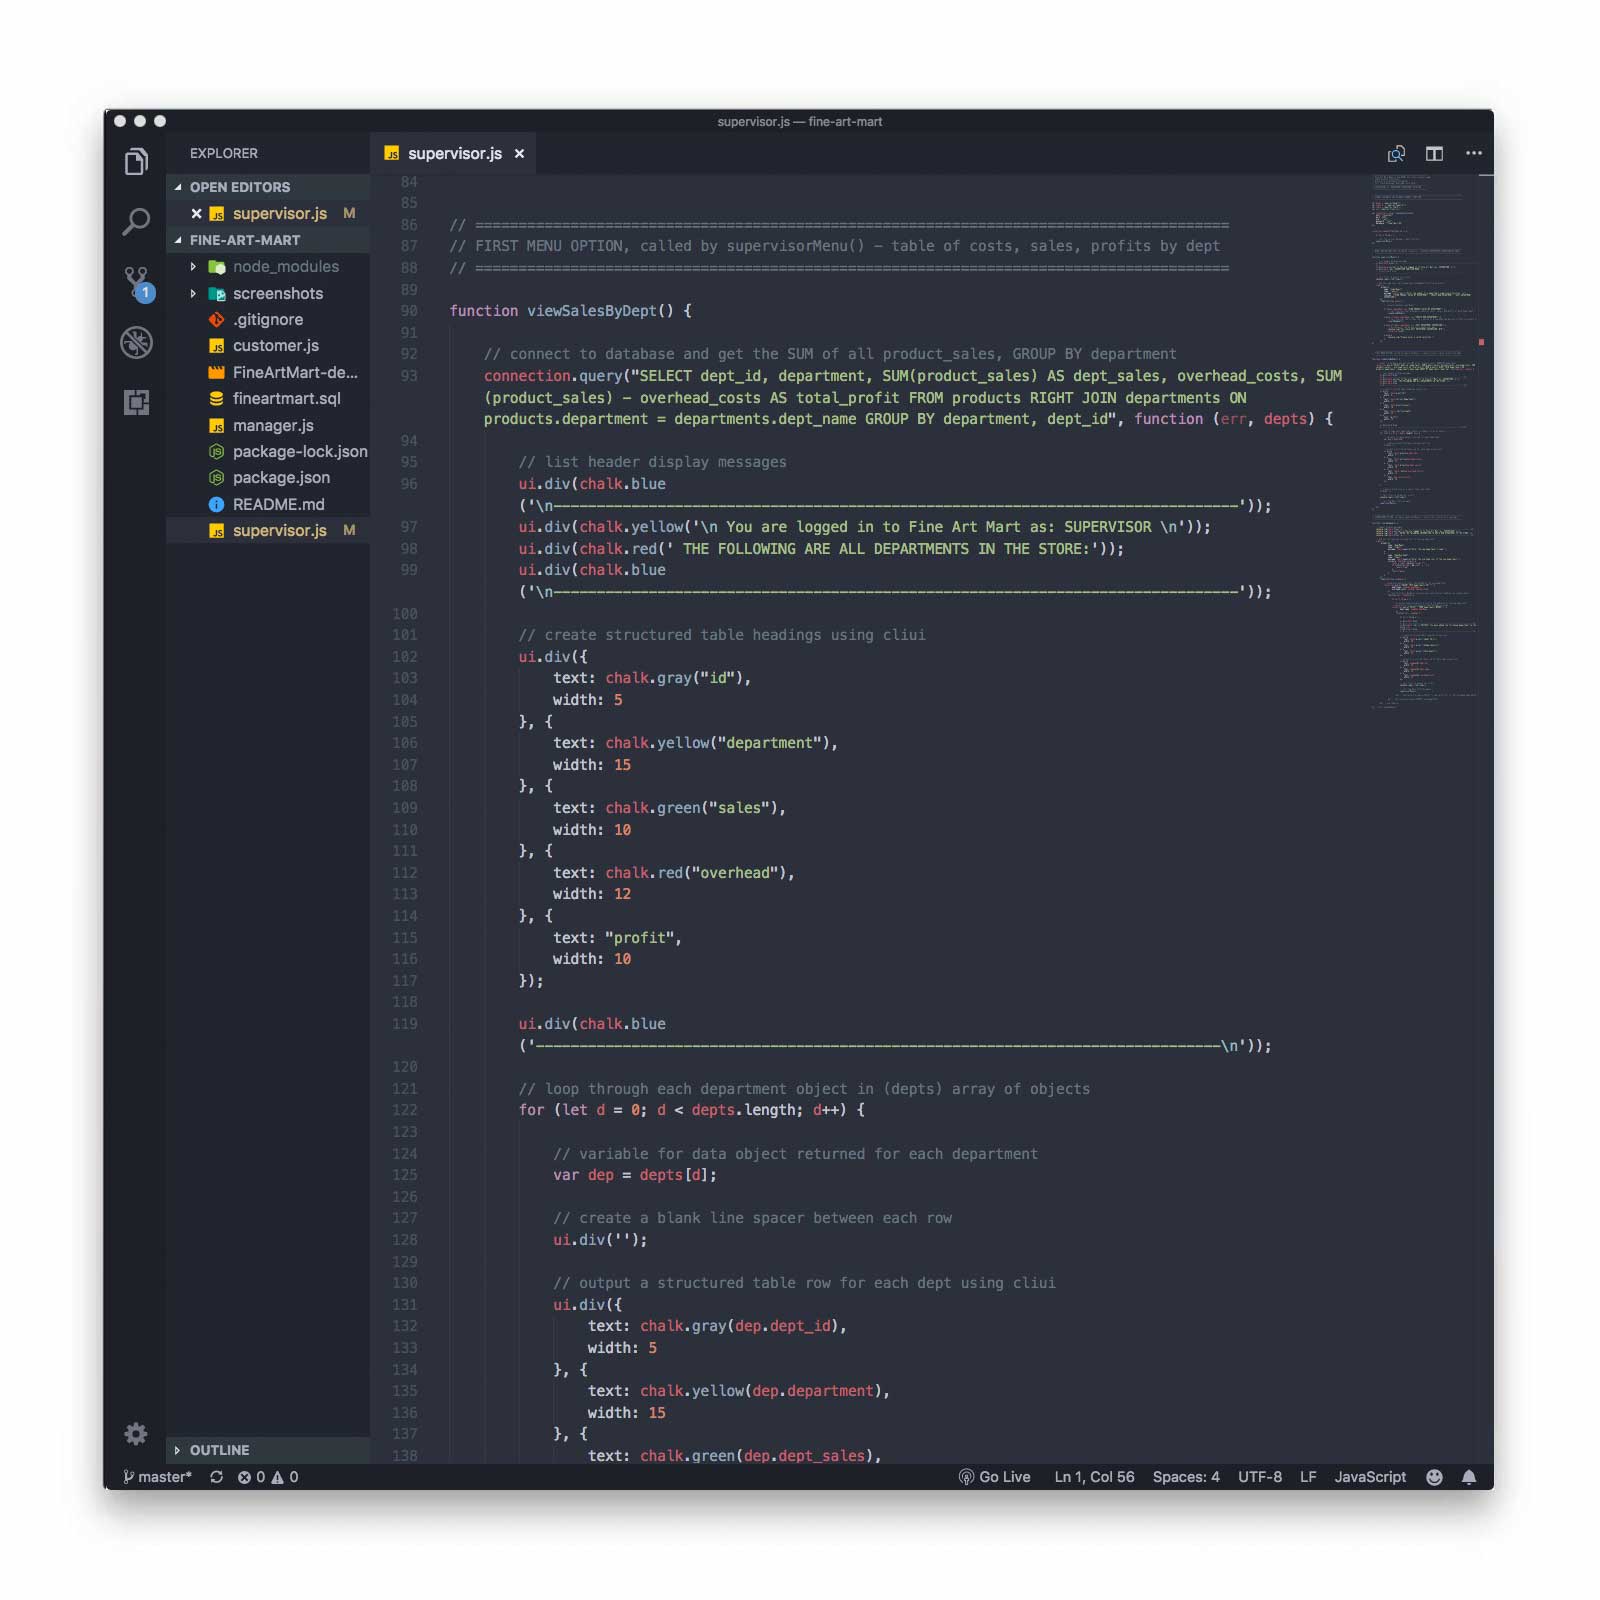 supervisor.js — fine-art-mart
EXPLORER
OPEN EDITORS
supervisor.js M
FINE-ART-MART
node_modules
screenshots
.gitignore
customer.js
FineArtMart-de...
fineartmart.sql
manager.js
package-lock.json
package.json
README.md
supervisor.js M
OUTLINE
1
JS supervisor.js ×
84
85
86 // =======================================================================================
87 // FIRST MENU OPTION, called by supervisorMenu() – table of costs, sales, profits by dept
88 // =======================================================================================
89
90 function viewSalesByDept() {
91
92 // connect to database and get the SUM of all product_sales, GROUP BY department
93 connection.query("SELECT dept_id, department, SUM(product_sales) AS dept_sales, overhead_costs, SUM
(product_sales) - overhead_costs AS total_profit FROM products RIGHT JOIN departments ON
products.department = departments.dept_name GROUP BY department, dept_id", function (err, depts) {
94
95 // list header display messages
96 ui.div(chalk.blue
('\n-------------------------------------------------------------------------------'));
97 ui.div(chalk.yellow('\n You are logged in to Fine Art Mart as: SUPERVISOR \n'));
98 ui.div(chalk.red(' THE FOLLOWING ARE ALL DEPARTMENTS IN THE STORE:'));
99 ui.div(chalk.blue
('\n-------------------------------------------------------------------------------'));
100
101 // create structured table headings using cliui
102 ui.div({
103 text: chalk.gray("id"),
104 width: 5
105 }, {
106 text: chalk.yellow("department"),
107 width: 15
108 }, {
109 text: chalk.green("sales"),
110 width: 10
111 }, {
112 text: chalk.red("overhead"),
113 width: 12
114 }, {
115 text: "profit",
116 width: 10
117 });
118
119 ui.div(chalk.blue
('-------------------------------------------------------------------------------\n'));
120
121 // loop through each department object in (depts) array of objects
122 for (let d = 0; d < depts.length; d++) {
123
124 // variable for data object returned for each department
125 var dep = depts[d];
126
127 // create a blank line spacer between each row
128 ui.div('');
129
130 // output a structured table row for each dept using cliui
131 ui.div({
132 text: chalk.gray(dep.dept_id),
133 width: 5
134 }, {
135 text: chalk.yellow(dep.department),
136 width: 15
137 }, {
138 text: chalk.green(dep.dept_sales),
master* 0 0 Go Live Ln 1, Col 56 Spaces: 4 UTF-8 LF JavaScript